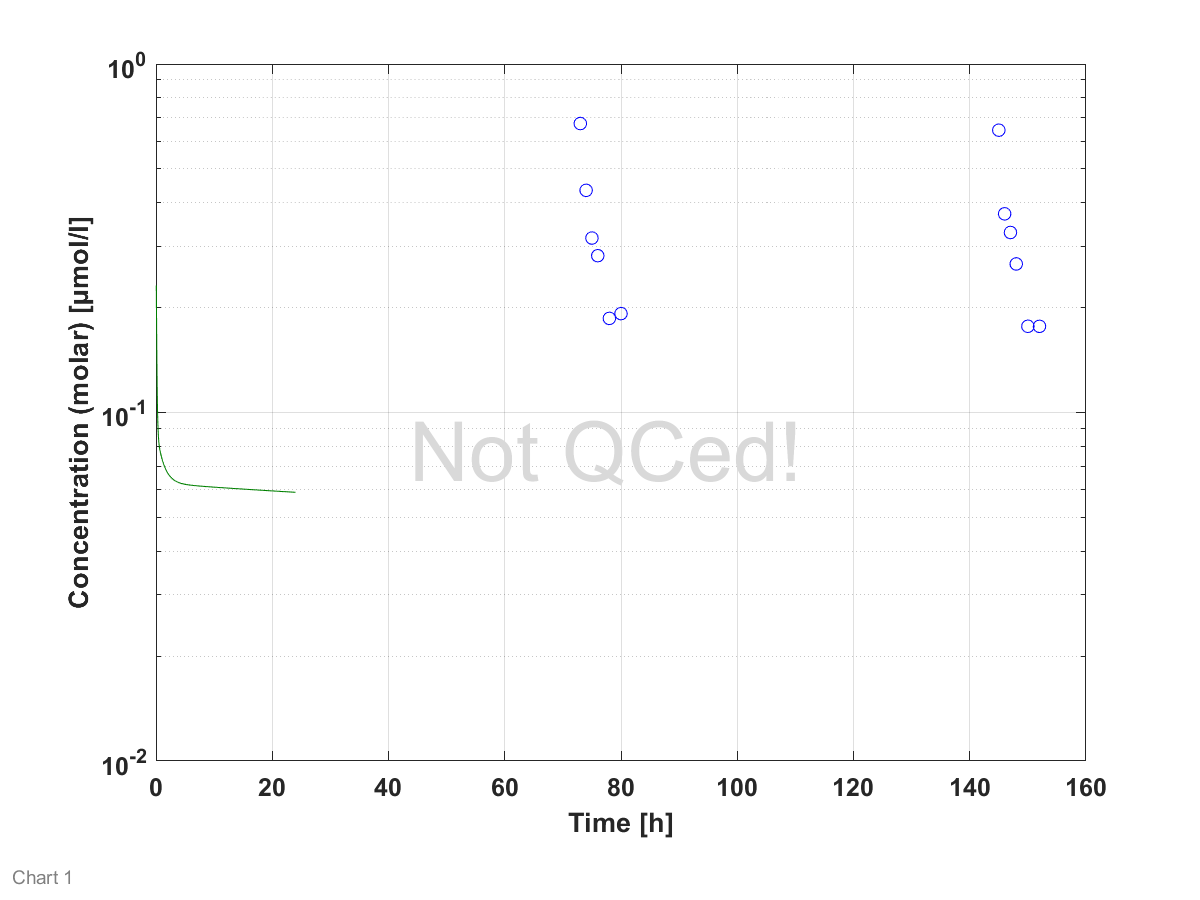 10^0
10^-1
10^-2
Concentration (molar) [µmol/l]
Not QCed!
0 20 40 60 80 100 120 140 160
Time [h]
Chart 1